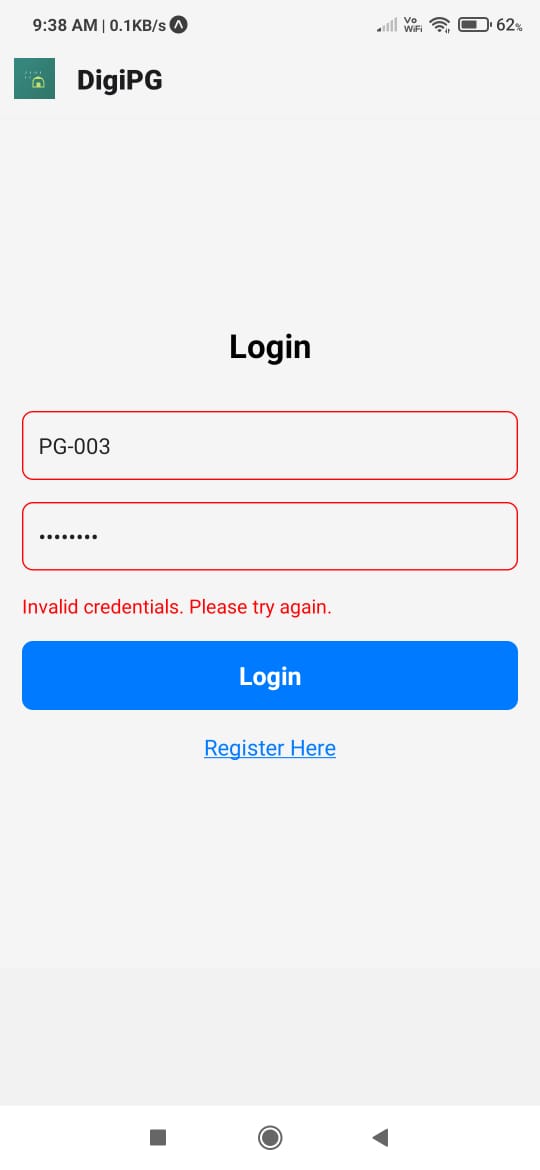 9:38 AM | 0.1KB/s
Vo
WiFi
62%
DigiPG
Login
PG-003
••••••••
Invalid credentials. Please try again.
Login
Register Here